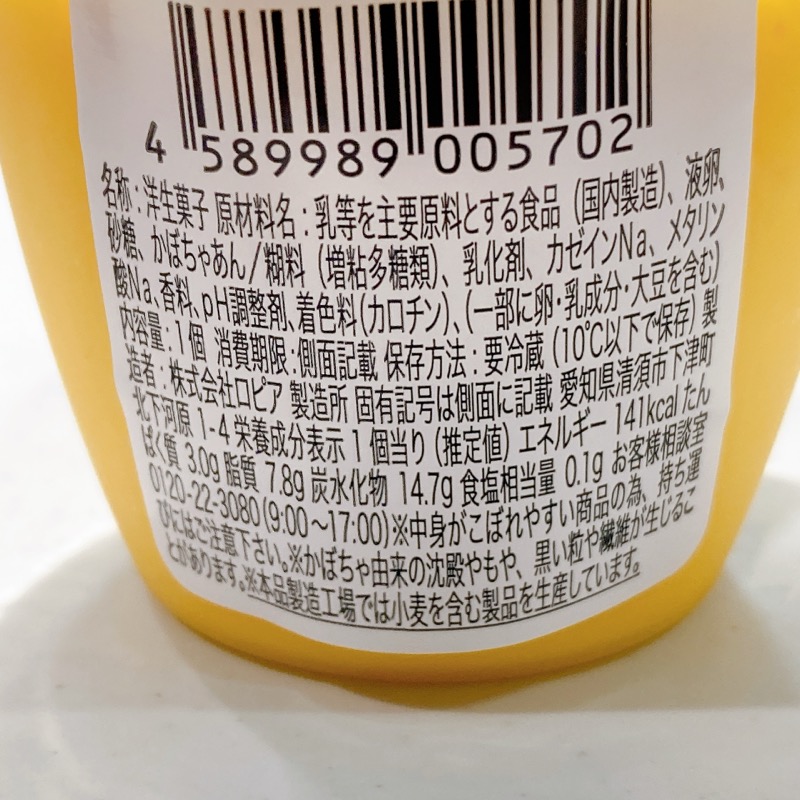 4 589989 005702
名称:洋生菓子 原材料名:乳等を主要原料とする食品(国内製造)、液卵、
砂糖、かぼちゃあん/糊料(増粘多糖類)、乳化剤、カゼインNa、メタリン
酸Na、香料、pH調整剤、着色料(カロチン)、(一部に卵・乳成分・大豆を含む)
内容量:1個 消費期限:側面記載 保存方法:要冷蔵(10℃以下で保存) 製
造者:株式会社ロピア 製造所 固有記号は側面に記載 愛知県清須市下津町
北下河原1-4 栄養成分表示1個当り(推定値) エネルギー 141kcal たん
ぱく質 3.0g 脂質 7.8g 炭水化物 14.7g 食塩相当量 0.1g お客様相談室
0120-22-3080(9:00～17:00)※中身がこぼれやすい商品の為、持ち運
びにはご注意下さい。※かぼちゃ由来の沈殿やもや、黒い粒や繊維が生じるこ
とがあります。※本品製造工場では小麦を含む製品を生産しています。